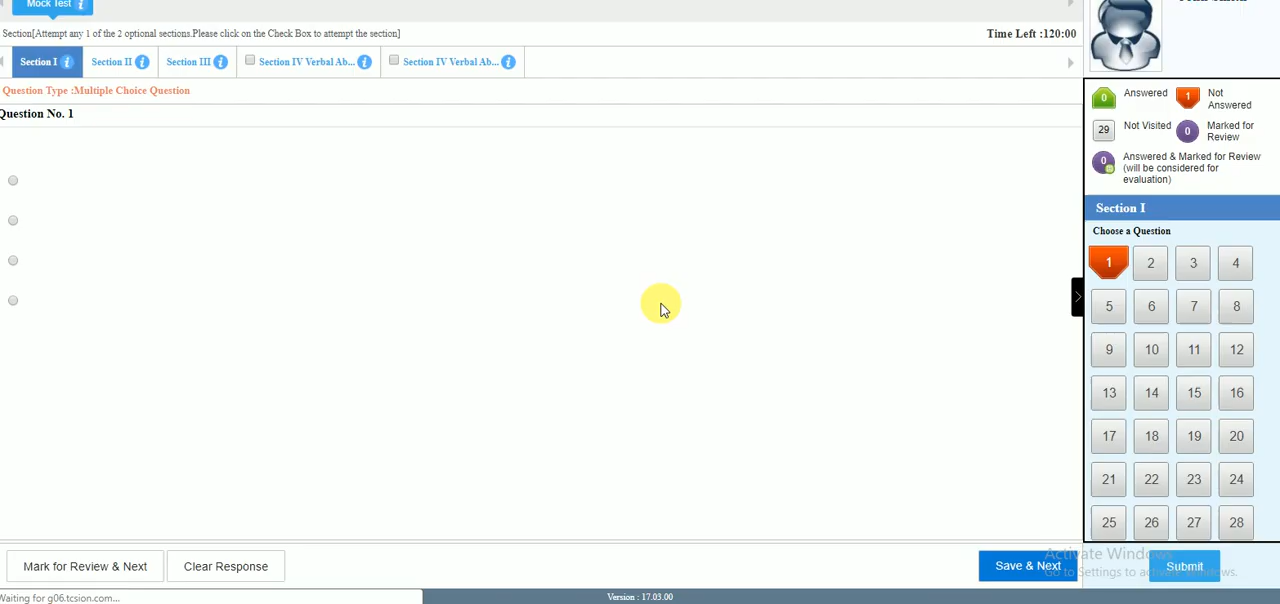 Mock Test i
Section[Attempt any 1 of the 2 optional sections.Please click on the Check Box to attempt the section]
Time Left :120:00
Section I i
Section II i
Section III i
Section IV Verbal Ab... i
Section IV Verbal Ab... i
Question Type :Multiple Choice Question
Question No. 1
0 Answered
1 Not Answered
29 Not Visited
0 Marked for Review
0 Answered & Marked for Review
(will be considered for
evaluation)
Section I
Choose a Question
1 2 3 4
5 6 7 8
9 10 11 12
13 14 15 16
17 18 19 20
21 22 23 24
25 26 27 28
Mark for Review & Next
Clear Response
Save & Next
Submit
Activate Windows
Go to Settings to activate Windows.
Waiting for g06.tcsion.com...
Version : 17.03.00